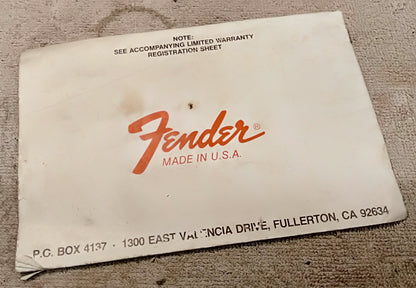 NOTE:
SEE ACCOMPANYING LIMITED WARRANTY
REGISTRATION SHEET
Fender®
MADE IN U.S.A.
P.O. BOX 4137 · 1300 EAST VALENCIA DRIVE, FULLERTON, CA 92634